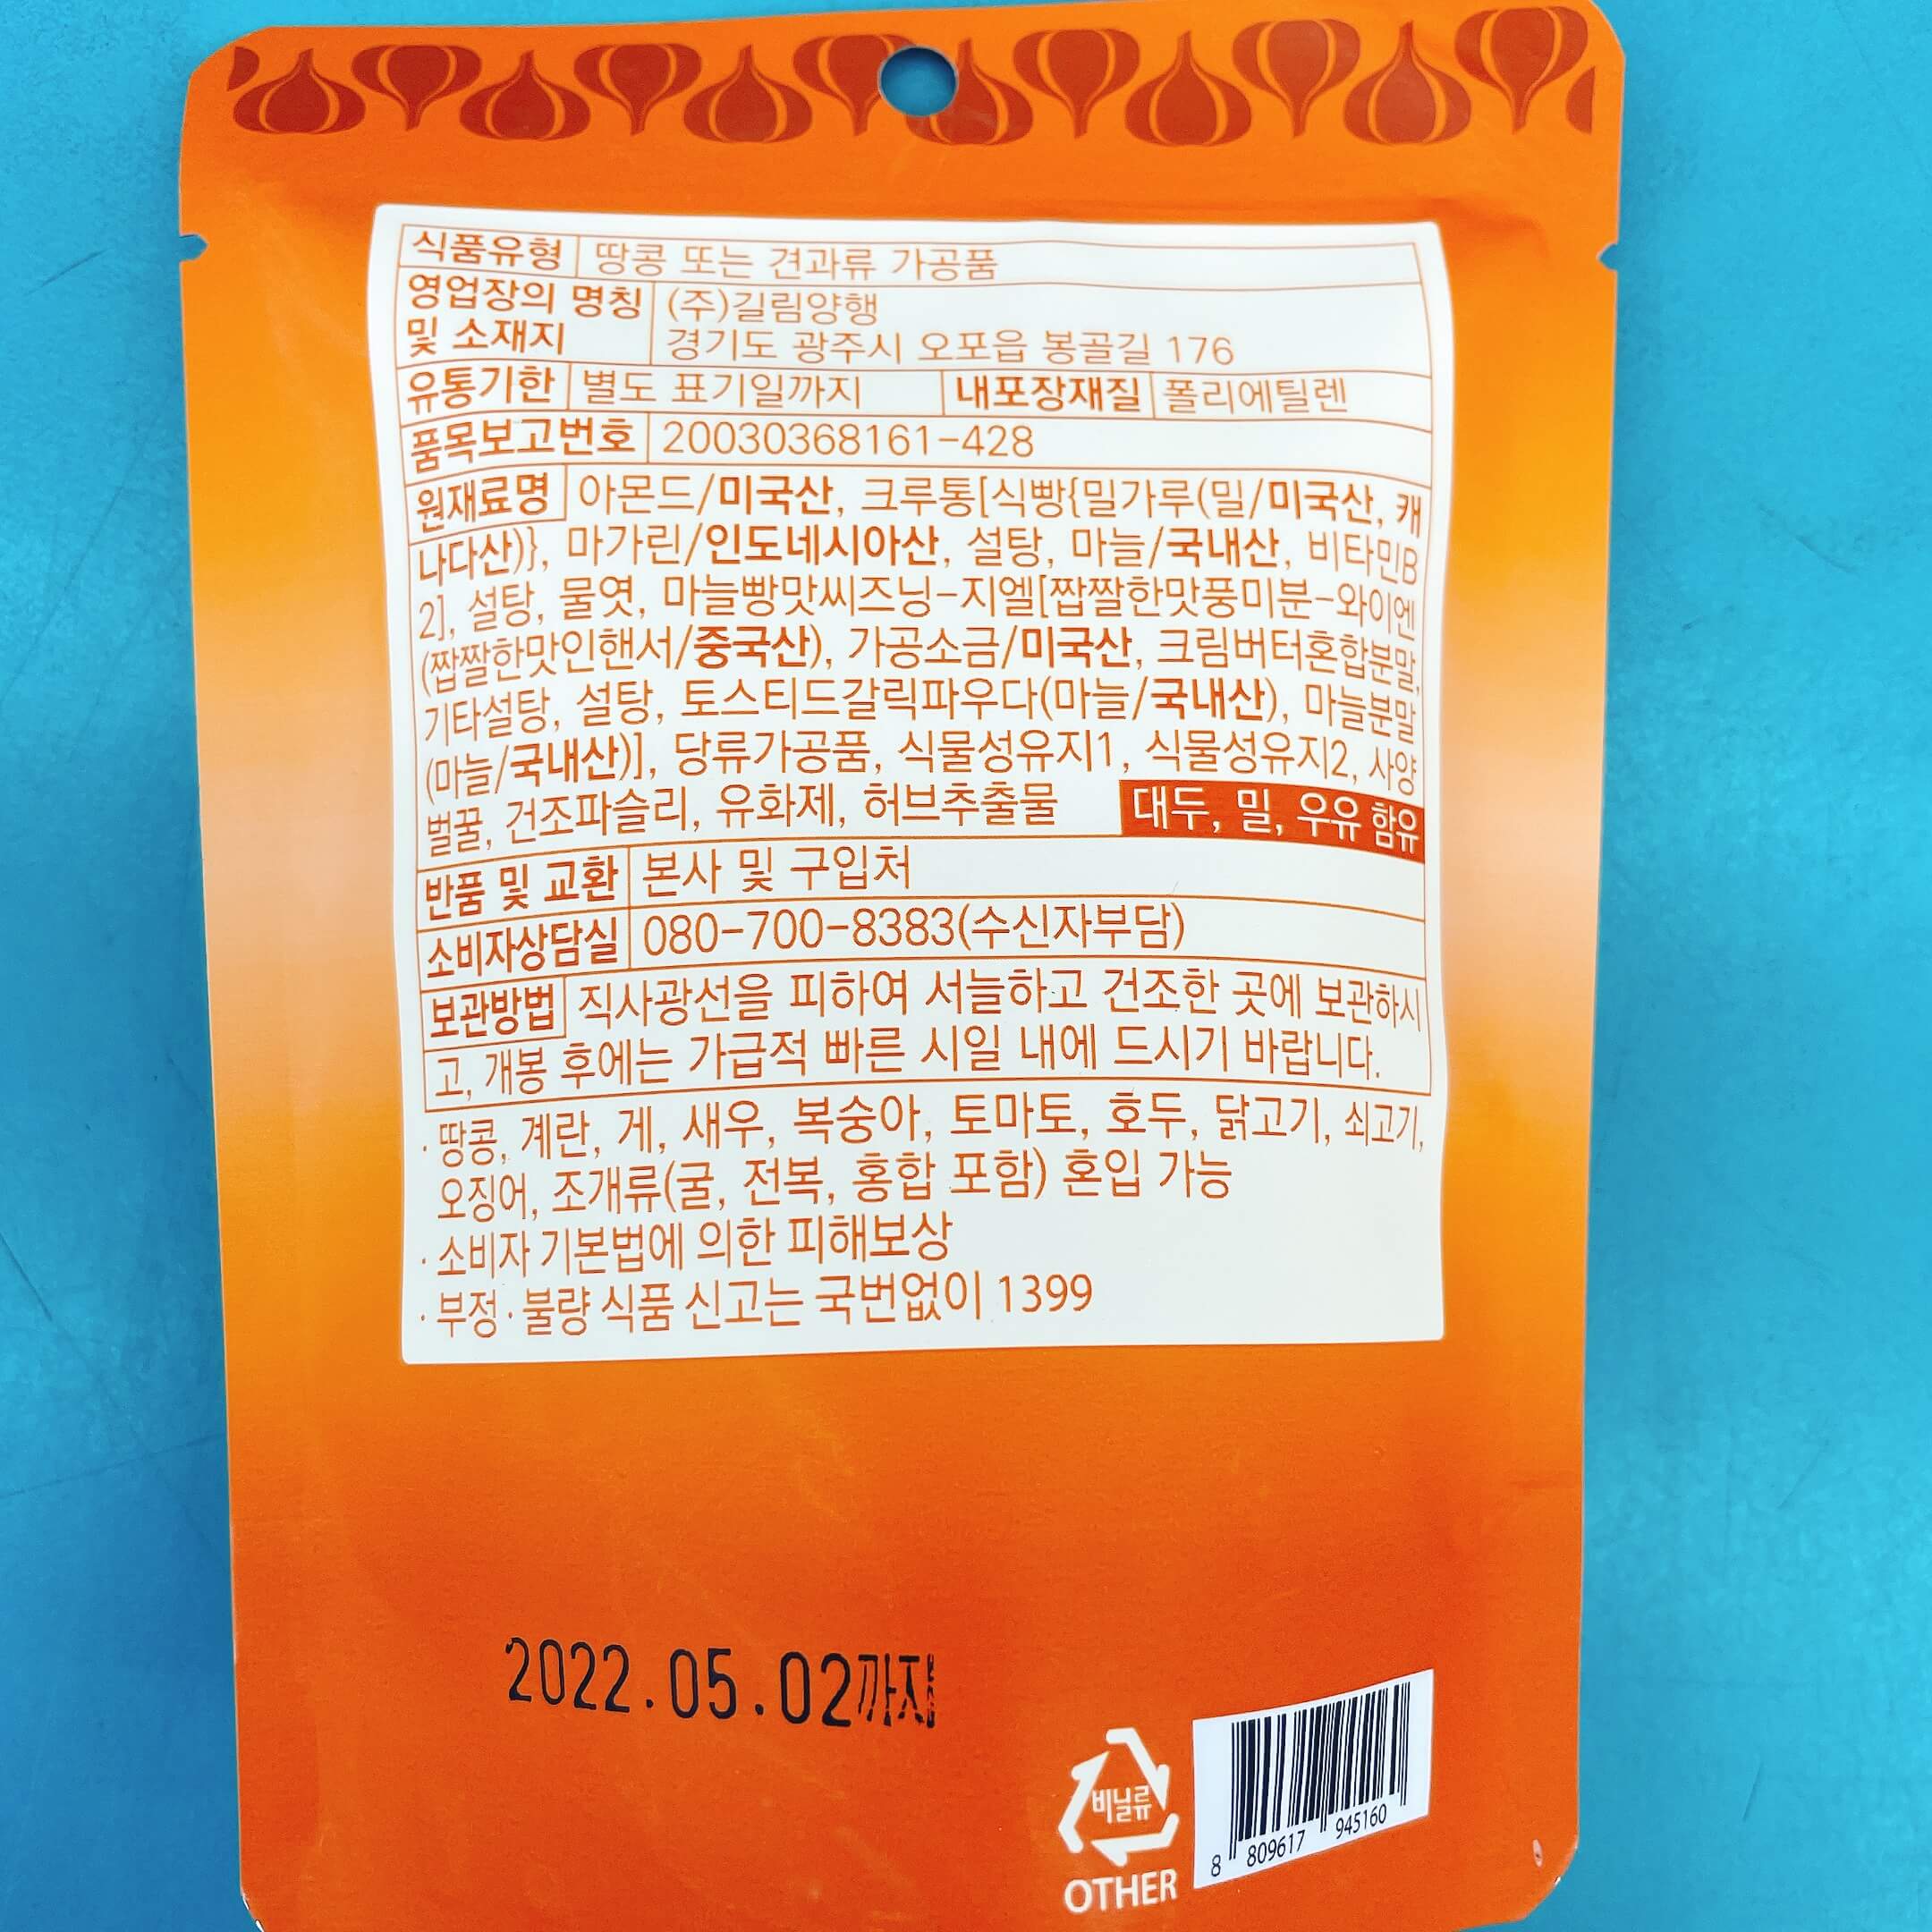 식품유형 땅콩 또는 견과류 가공품
영업장의 명칭 (주)길림양행
및 소재지 경기도 광주시 오포읍 봉골길 176
유통기한 별도 표기일까지 내포장재질 폴리에틸렌
품목보고번호 20030368161-428
원재료명 아몬드/미국산, 크루통[식빵{밀가루(밀/미국산, 캐
나다산)}, 마가린/인도네시아산, 설탕, 마늘/국내산, 비타민B
2], 설탕, 물엿, 마늘빵맛씨즈닝-지엘[짭짤한맛풍미분-와이엔
(짭짤한맛인핸서/중국산), 가공소금/미국산, 크림버터혼합분말,
기타설탕, 설탕, 토스티드갈릭파우다(마늘/국내산), 마늘분말
(마늘/국내산)], 당류가공품, 식물성유지1, 식물성유지2, 사양
벌꿀, 건조파슬리, 유화제, 허브추출물 대두, 밀, 우유 함유
반품 및 교환 본사 및 구입처
소비자상담실 080-700-8383(수신자부담)
보관방법 직사광선을 피하여 서늘하고 건조한 곳에 보관하시
고, 개봉 후에는 가급적 빠른 시일 내에 드시기 바랍니다.
· 땅콩, 계란, 게, 새우, 복숭아, 토마토, 호두, 닭고기, 쇠고기,
오징어, 조개류(굴, 전복, 홍합 포함) 혼입 가능
· 소비자 기본법에 의한 피해보상
· 부정·불량 식품 신고는 국번없이 1399
2022.05.02까지
비닐류
OTHER
8 809617 945160